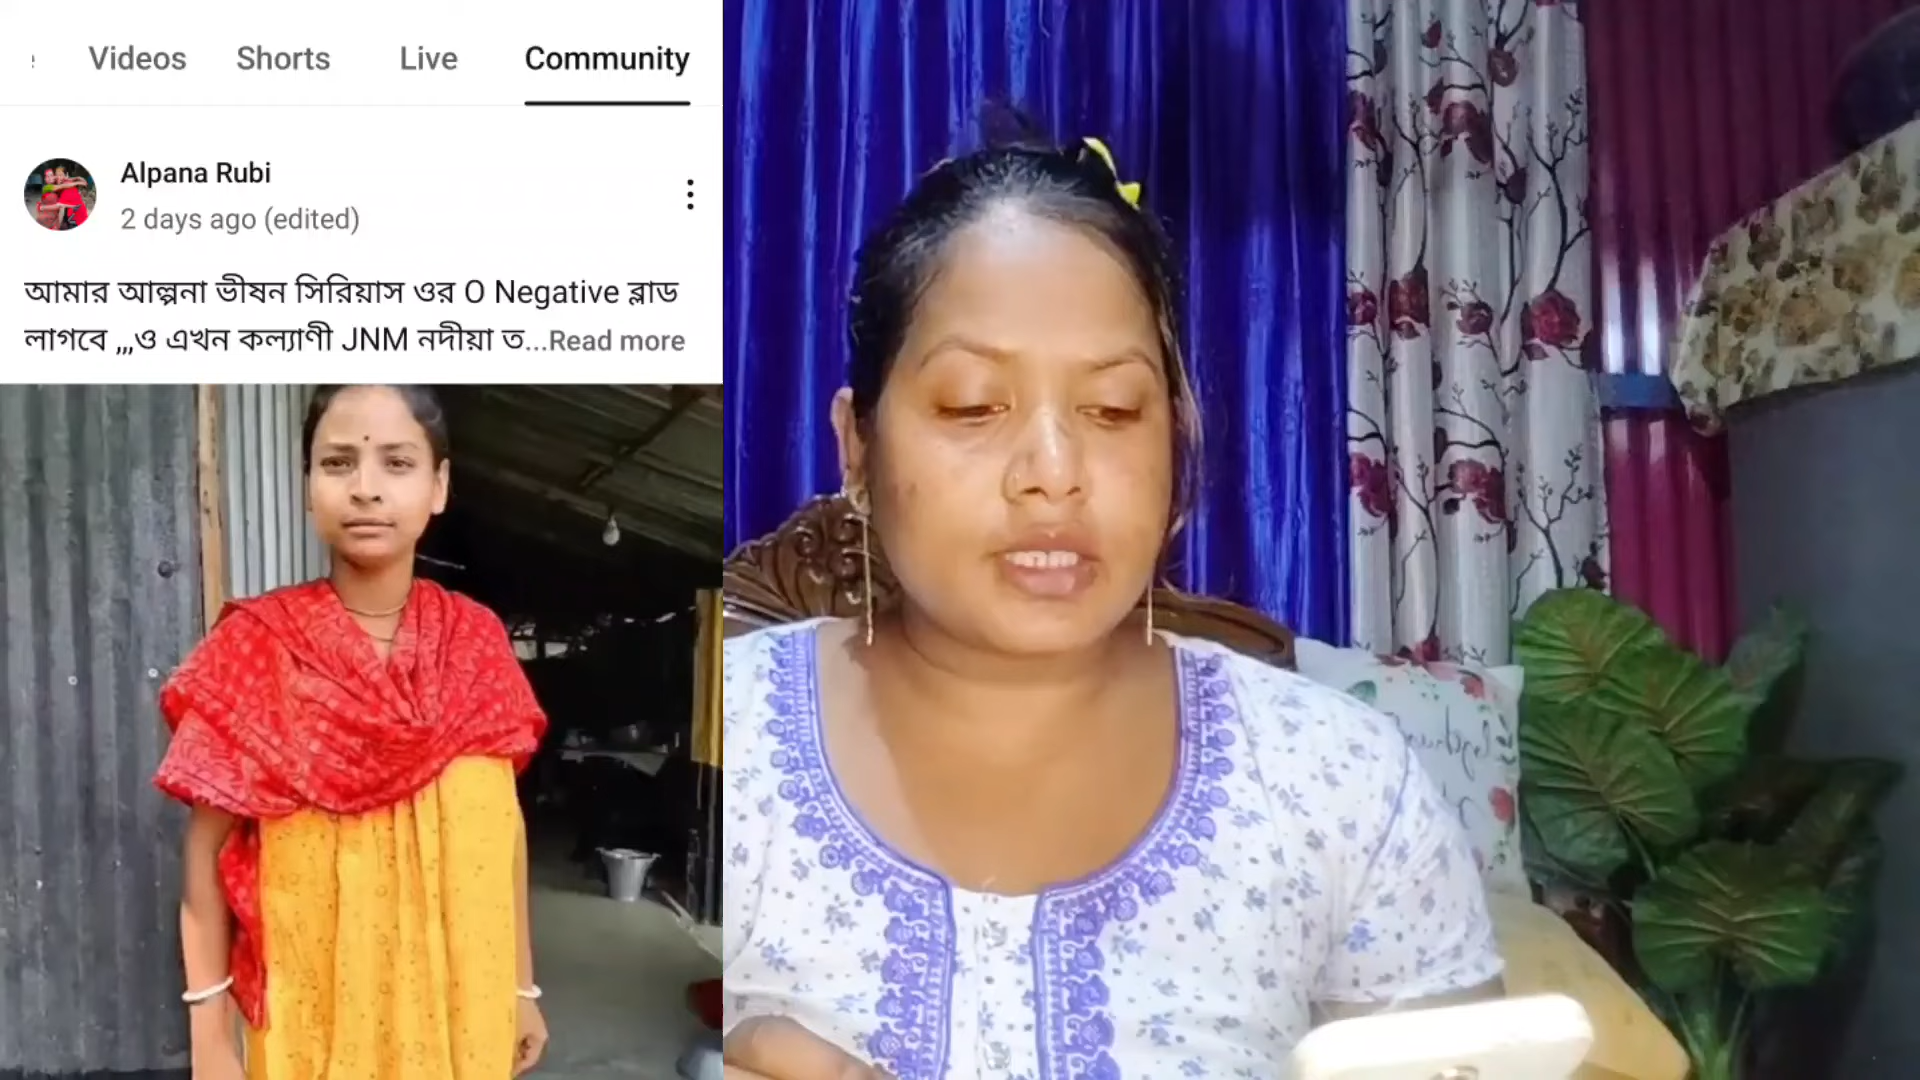 Videos Shorts Live Community
Alpana Rubi
2 days ago (edited)
আমার আল্পনা ভীষন সিরিয়াস ওর O Negative ব্লাড
লাগবে ,,,ও এখন কল্যাণী JNM নদীয়া ত...Read more